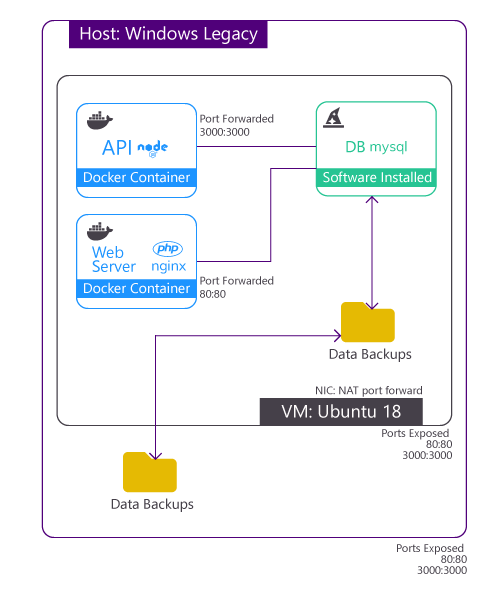 Host: Windows Legacy
Port Forwarded
3000:3000
API node
Docker Container
DB mysql
Software Installed
Web
Server
php
nginx
Docker Container
Port Forwarded
80:80
Data Backups
NIC: NAT port forward
VM: Ubuntu 18
Ports Exposed
80:80
3000:3000
Data Backups
Ports Exposed
80:80
3000:3000